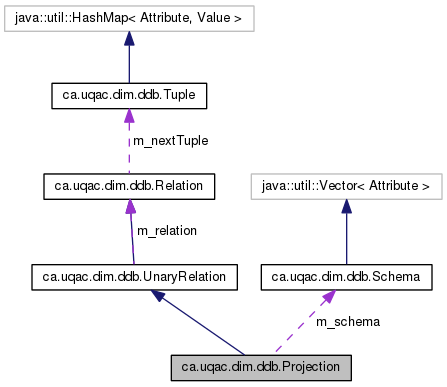 java::util::HashMap< Attribute, Value >
ca.uqac.dim.ddb.Tuple
m_nextTuple
ca.uqac.dim.ddb.Relation
java::util::Vector< Attribute >
m_relation
ca.uqac.dim.ddb.UnaryRelation
ca.uqac.dim.ddb.Schema
m_schema
ca.uqac.dim.ddb.Projection